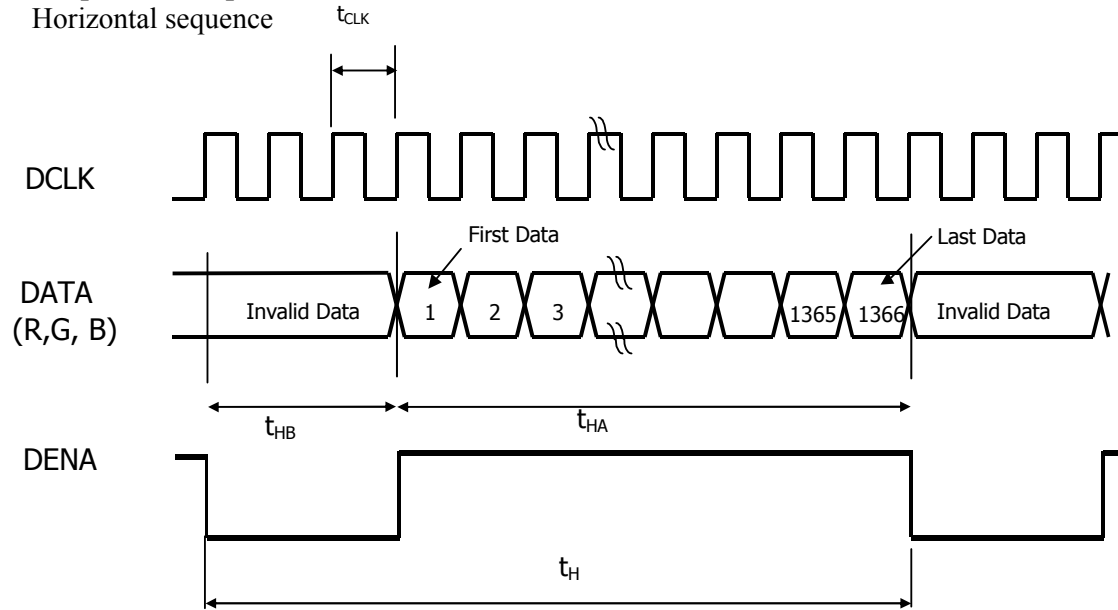 Horizontal sequence
tCLK
DCLK
First Data
Last Data
DATA
(R,G, B)
Invalid Data
1
2
3
1365
1366
Invalid Data
tHB
tHA
DENA
tH